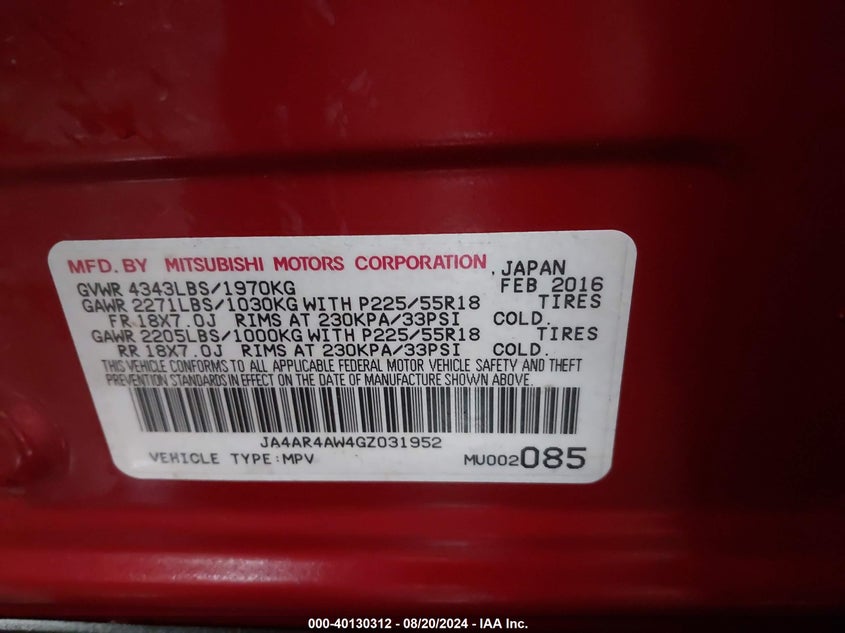 MFD. BY MITSUBISHI MOTORS CORPORATION, JAPAN
GVWR 4343LBS/1970KG FEB 2016
GAWR 2271LBS/1030KG WITH P225/55R18 TIRES
FR 18X7.0J RIMS AT 230KPA/33PSI COLD.
GAWR 2205LBS/1000KG WITH P225/55R18 TIRES
RR 18X7.0J RIMS AT 230KPA/33PSI COLD.
THIS VEHICLE CONFORMS TO ALL APPLICABLE FEDERAL MOTOR VEHICLE SAFETY AND THEFT
PREVENTION STANDARDS IN EFFECT ON THE DATE OF MANUFACTURE SHOWN ABOVE.
JA4AR4AW4GZ031952
VEHICLE TYPE:MPV MU002085
000-40130312 - 08/20/2024 - IAA Inc.